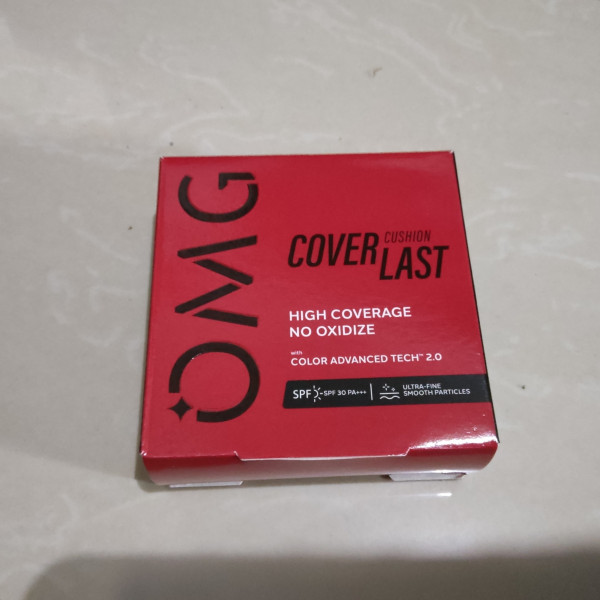 OMG
COVER CUSHION LAST
HIGH COVERAGE
NO OXIDIZE
with
COLOR ADVANCED TECH™ 2.0
SPF SPF 30 PA+++
ULTRA-FINE
SMOOTH PARTICLES